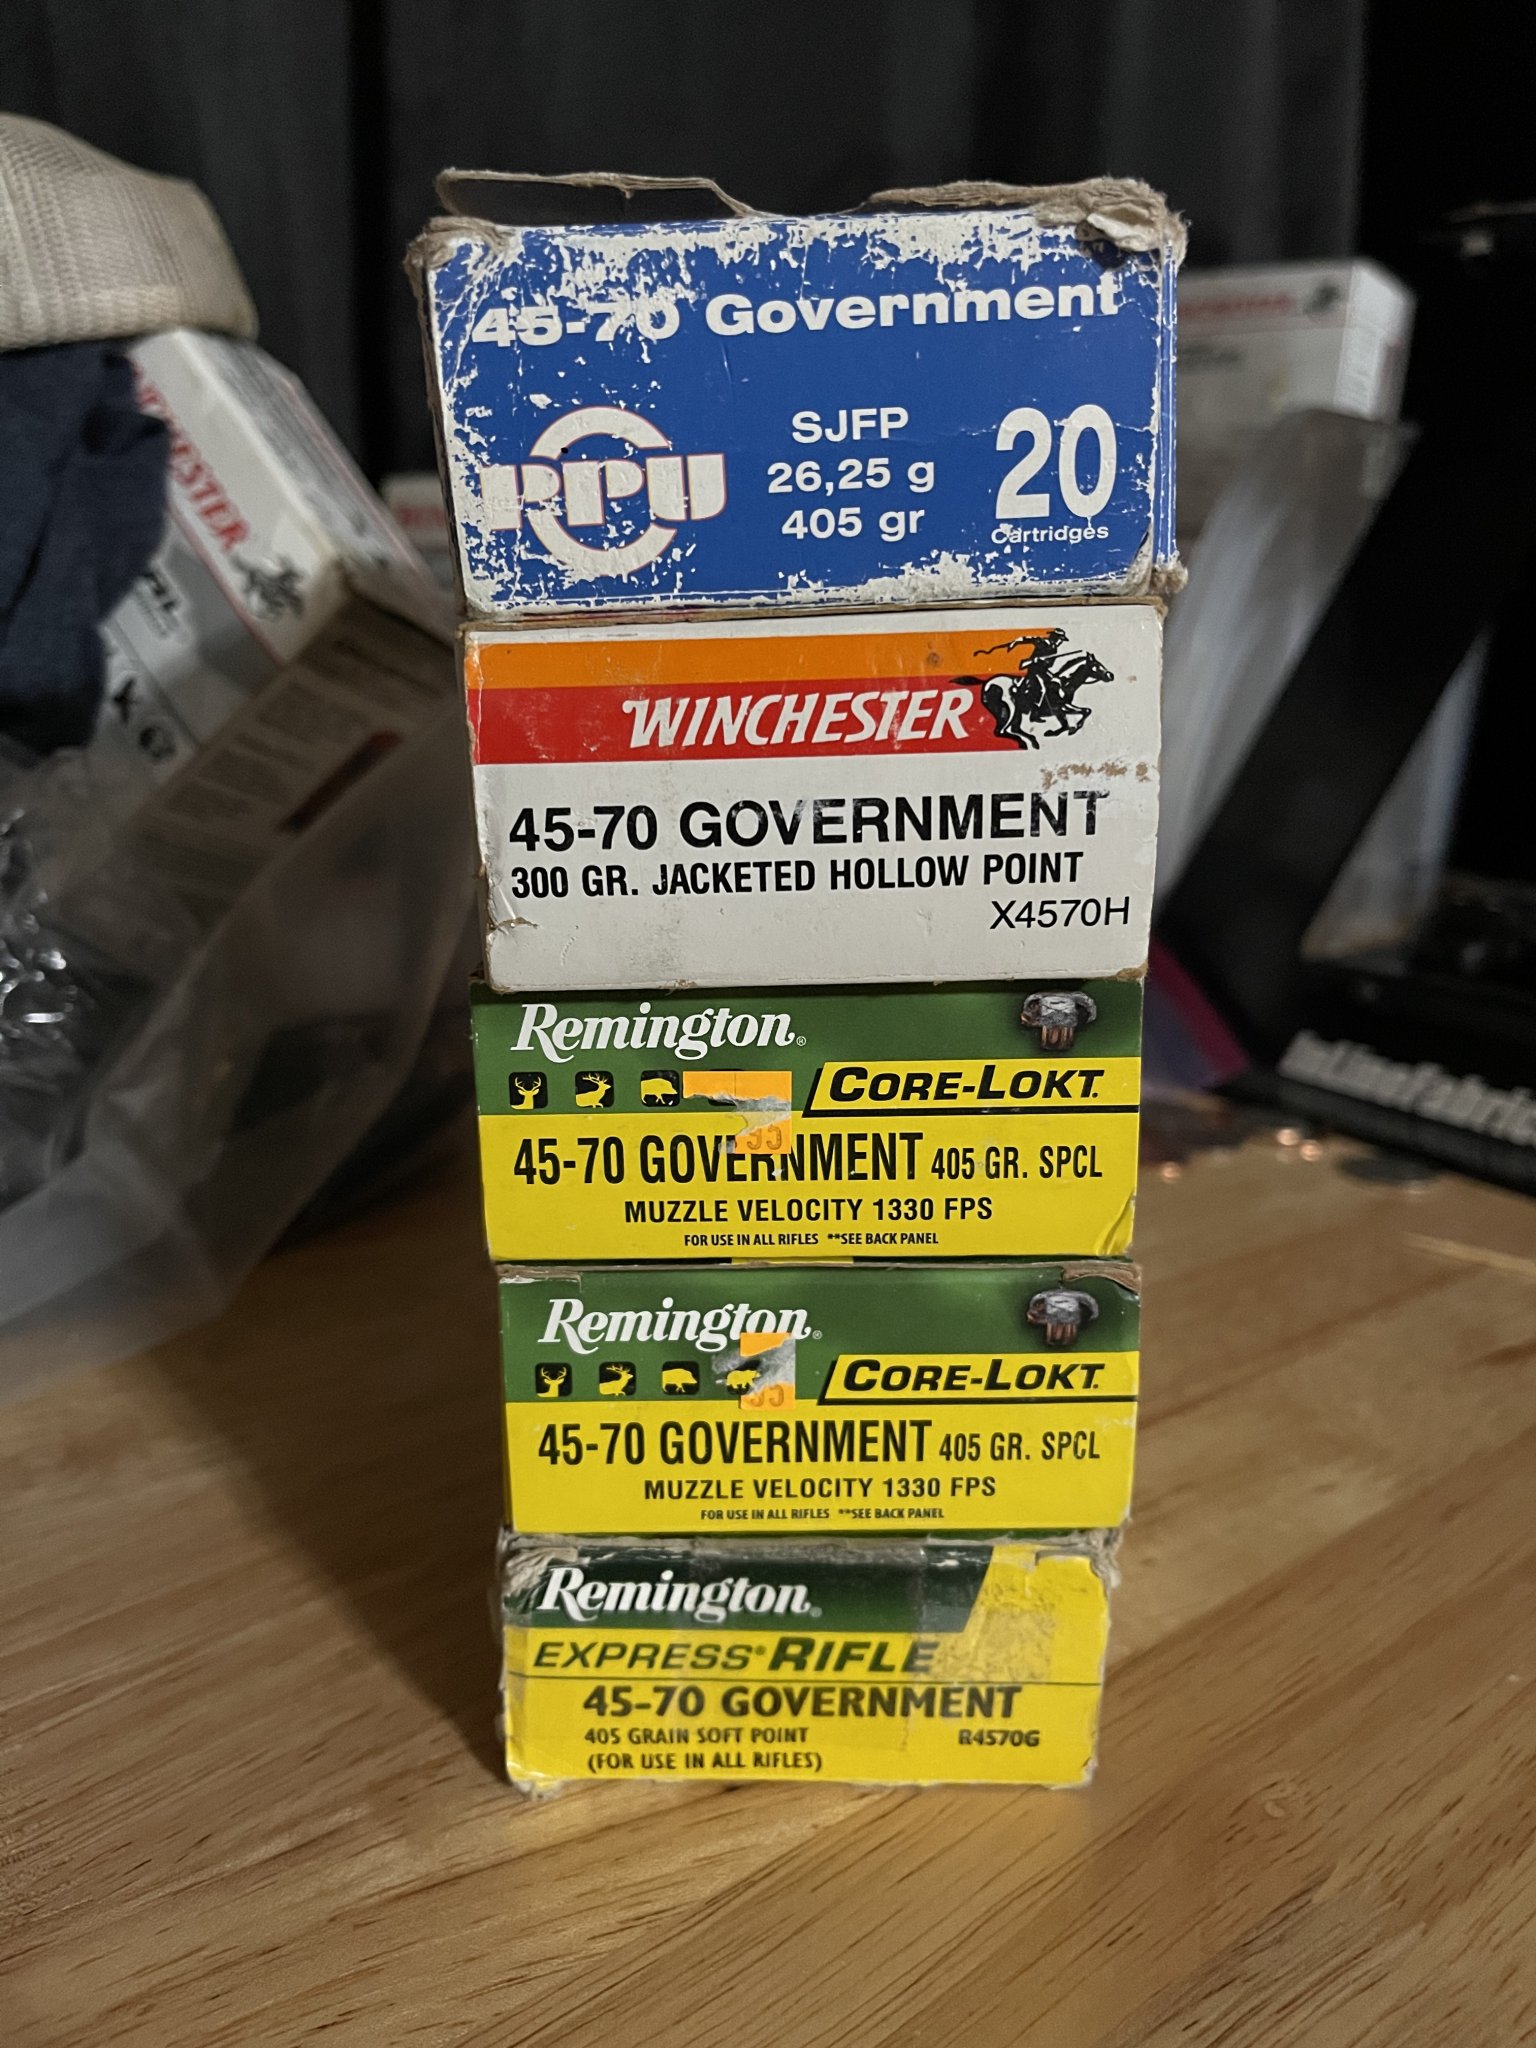 45-70 Government
PPU
SJFP
26,25 g
405 gr
20
Cartridges
WINCHESTER
45-70 GOVERNMENT
300 GR. JACKETED HOLLOW POINT
X4570H
Remington®
CORE-LOKT®
95
45-70 GOVERNMENT 405 GR. SPCL
MUZZLE VELOCITY 1330 FPS
FOR USE IN ALL RIFLES **SEE BACK PANEL
Remington®
CORE-LOKT®
95
45-70 GOVERNMENT 405 GR. SPCL
MUZZLE VELOCITY 1330 FPS
FOR USE IN ALL RIFLES **SEE BACK PANEL
Remington®
EXPRESS® RIFLE
45-70 GOVERNMENT
405 GRAIN SOFT POINT
R4570G
(FOR USE IN ALL RIFLES)